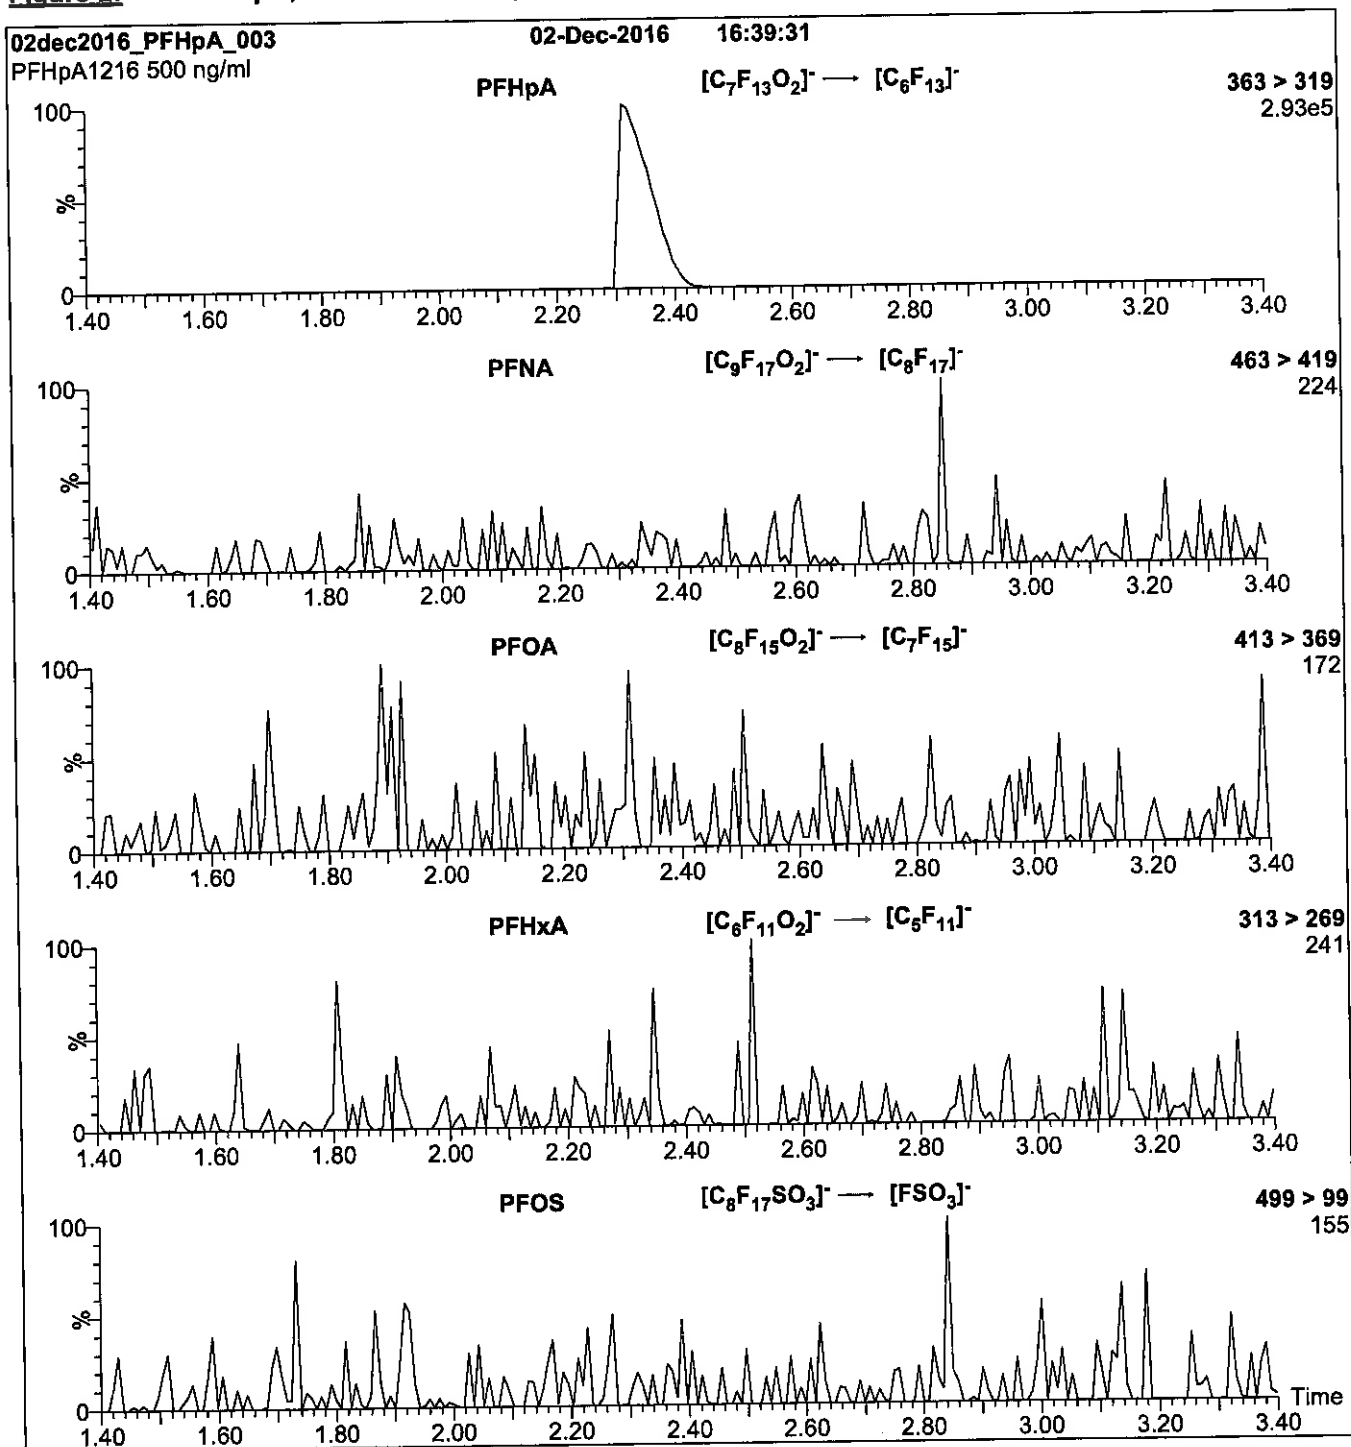 02dec2016_PFHpA_003 02-Dec-2016 16:39:31
PFHpA1216 500 ng/ml
PFHpA [C₇F₁₃O₂]⁻ → [C₆F₁₃]⁻ 363 > 319
2.93e5
100
%
0
1.40 1.60 1.80 2.00 2.20 2.40 2.60 2.80 3.00 3.20 3.40
PFNA [C₉F₁₇O₂]⁻ → [C₈F₁₇]⁻ 463 > 419
224
100
%
0
1.40 1.60 1.80 2.00 2.20 2.40 2.60 2.80 3.00 3.20 3.40
PFOA [C₈F₁₅O₂]⁻ → [C₇F₁₅]⁻ 413 > 369
172
100
%
0
1.40 1.60 1.80 2.00 2.20 2.40 2.60 2.80 3.00 3.20 3.40
PFHxA [C₆F₁₁O₂]⁻ → [C₅F₁₁]⁻ 313 > 269
241
100
%
0
1.40 1.60 1.80 2.00 2.20 2.40 2.60 2.80 3.00 3.20 3.40
PFOS [C₈F₁₇SO₃]⁻ → [FSO₃]⁻ 499 > 99
155
100
%
0 Time
1.40 1.60 1.80 2.00 2.20 2.40 2.60 2.80 3.00 3.20 3.40